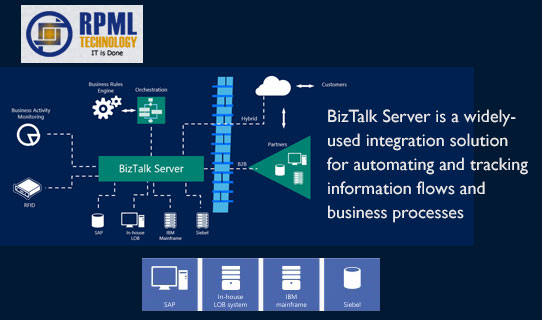 RPML
TECHNOLOGY
IT is Done
Business Rules
Engine
Orchestration
Customers
Business Activity
Monitoring
Hybrid
Partners
BizTalk Server
B2B
RFID
SAP
In-house
LOB
IBM
Mainframe
Siebel
BizTalk Server is a widely-
used integration solution
for automating and tracking
information flows and
business processes
SAP
In-house
LOB system
IBM
mainframe
Siebel